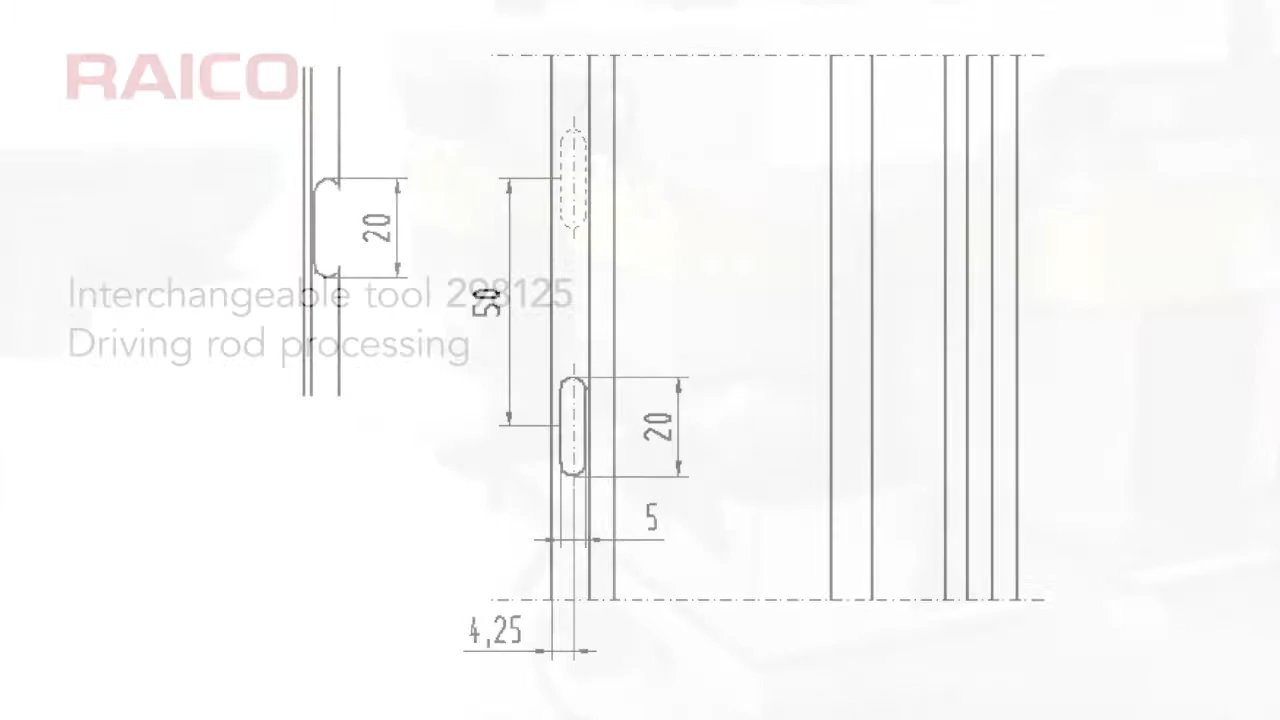 RAICO
20
Interchangeable tool 298125
50
Driving rod processing
20
5
4,25